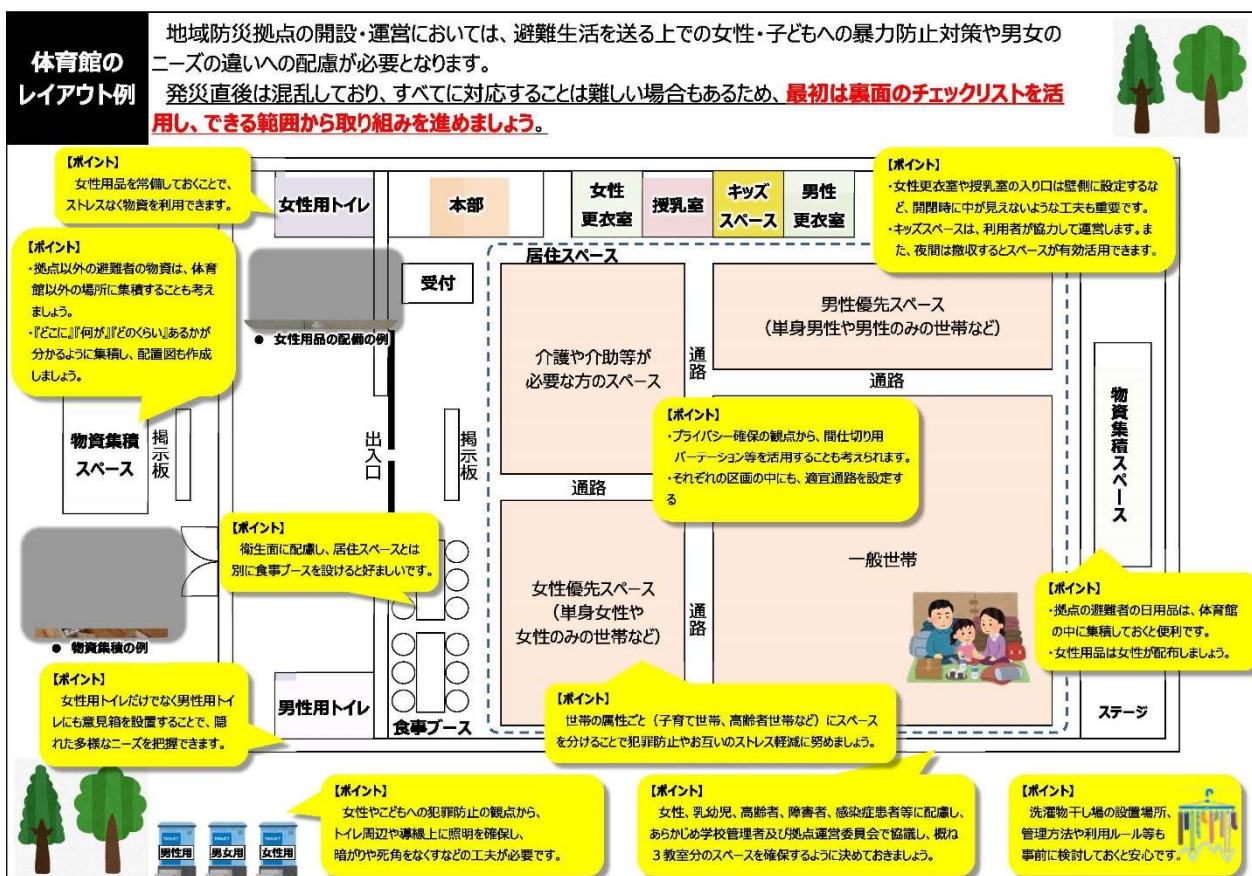 体育館の
レイアウト例
地域防災拠点の開設・運営においては、避難生活を送る上での女性・子どもへの暴力防止対策や男女の
ニーズの違いへの配慮が必要となります。
発災直後は混乱しており、すべてに対応することは難しい場合もあるため、最初は裏面のチェックリストを活
用し、できる範囲から取り組みを進めましょう。
【ポイント】
女性用品を常備しておくことで、
ストレスなく物資を利用できます。
女性用トイレ
本部
女性
更衣室
授乳室
キッズ
スペース
男性
更衣室
【ポイント】
・女性更衣室や授乳室の入り口は壁側に設定するな
ど、開閉時に中が見えないような工夫も重要です。
・キッズスペースは、利用者が協力して運営します。ま
た、夜間は撤収するとスペースが有効活用できます。
【ポイント】
・拠点以外の避難者の物資は、体育
館以外の場所に集積することも考え
ましょう。
・『どこに』『何が』『どのくらい』あるかが
分かるように集積し、配置図も作成
しましょう。
● 女性用品の配備の例
受付
居住スペース
介護や介助等が
必要な方のスペース
通路
男性優先スペース
（単身男性や男性のみの世帯など）
通路
物資集積スペース
物資集積
スペース
掲示板
出入口
掲示板
【ポイント】
・プライバシー確保の観点から、間仕切り用
パーテーション等を活用することも考えられます。
・それぞれの区画の中にも、適宜通路を設定す
る
通路
【ポイント】
衛生面に配慮し、居住スペースとは
別に食事ブースを設けると好ましいです。
女性優先スペース
（単身女性や
女性のみの世帯など）
通路
一般世帯
【ポイント】
・拠点の避難者の日用品は、体育館
の中に集積しておくと便利です。
・女性用品は女性が配布しましょう。
● 物資集積の例
【ポイント】
女性用トイレだけでなく男性用トイ
レにも意見箱を設置することで、隠
れた多様なニーズを把握できます。
男性用トイレ
食事ブース
【ポイント】
世帯の属性ごと（子育て世帯、高齢者世帯など）にスペース
を分けることで犯罪防止やお互いのストレス軽減に努めましょう。
ステージ
TOILET
TOILET
TOILET
男性用
男女用
女性用
【ポイント】
女性やこどもへの犯罪防止の観点から、
トイレ周辺や導線上に照明を確保し、
暗がりや死角をなくすなどの工夫が必要です。
【ポイント】
女性、乳幼児、高齢者、障害者、感染症患者等に配慮し、
あらかじめ学校管理者及び拠点運営委員会で協議し、概ね
３教室分のスペースを確保するように決めておきましょう。
【ポイント】
洗濯物干し場の設置場所、
管理方法や利用ルール等も
事前に検討しておくと安心です。